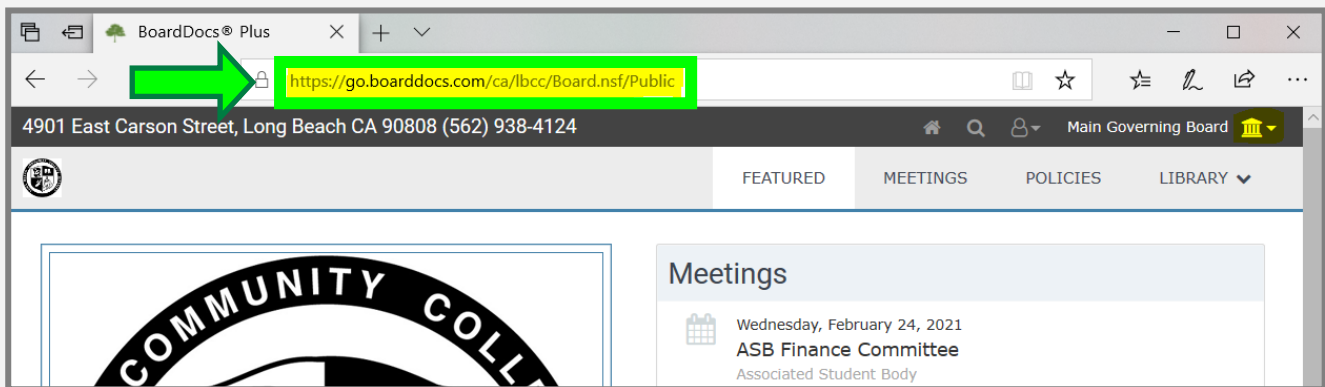 BoardDocs® Plus
https://go.boarddocs.com/ca/lbcc/Board.nsf/Public
4901 East Carson Street, Long Beach CA 90808 (562) 938-4124
Main Governing Board
FEATURED
MEETINGS
POLICIES
LIBRARY
COMMUNITY COLL
Meetings
Wednesday, February 24, 2021
ASB Finance Committee
Associated Student Body